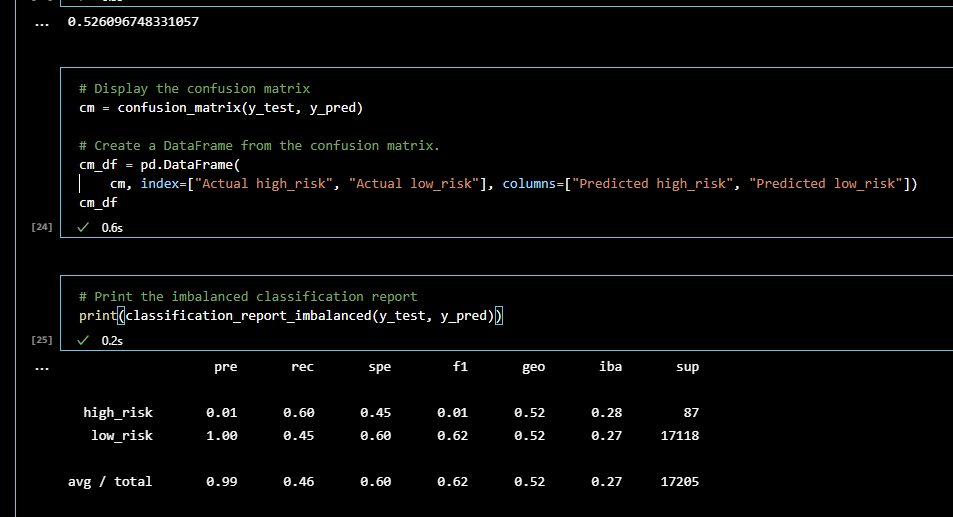 ... 0.526096748331057
# Display the confusion matrix
cm = confusion_matrix(y_test, y_pred)
# Create a DataFrame from the confusion matrix.
cm_df = pd.DataFrame(
cm, index=["Actual high_risk", "Actual low_risk"], columns=["Predicted high_risk", "Predicted low_risk"])
cm_df
[24] ✓ 0.6s
# Print the imbalanced classification report
print(classification_report_imbalanced(y_test, y_pred))
[25] ✓ 0.2s
... pre rec spe f1 geo iba sup
high_risk 0.01 0.60 0.45 0.01 0.52 0.28 87
low_risk 1.00 0.45 0.60 0.62 0.52 0.27 17118
avg / total 0.99 0.46 0.60 0.62 0.52 0.27 17205